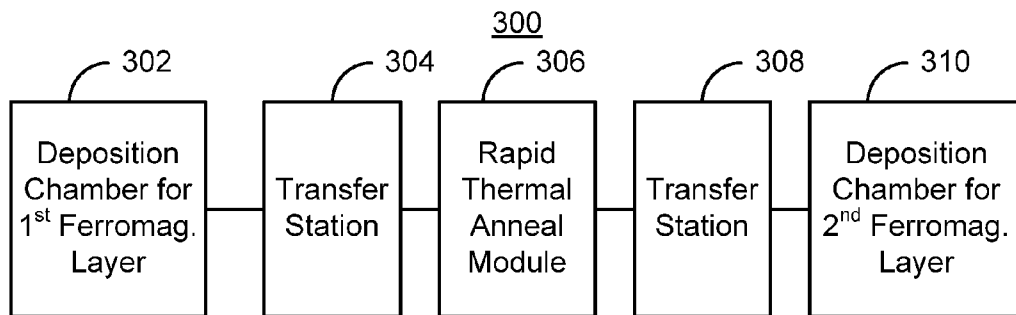 300
302
304
306
308
310
Deposition
Chamber for
1st Ferromag.
Layer
Transfer
Station
Rapid
Thermal
Anneal
Module
Transfer
Station
Deposition
Chamber for
2nd Ferromag.
Layer